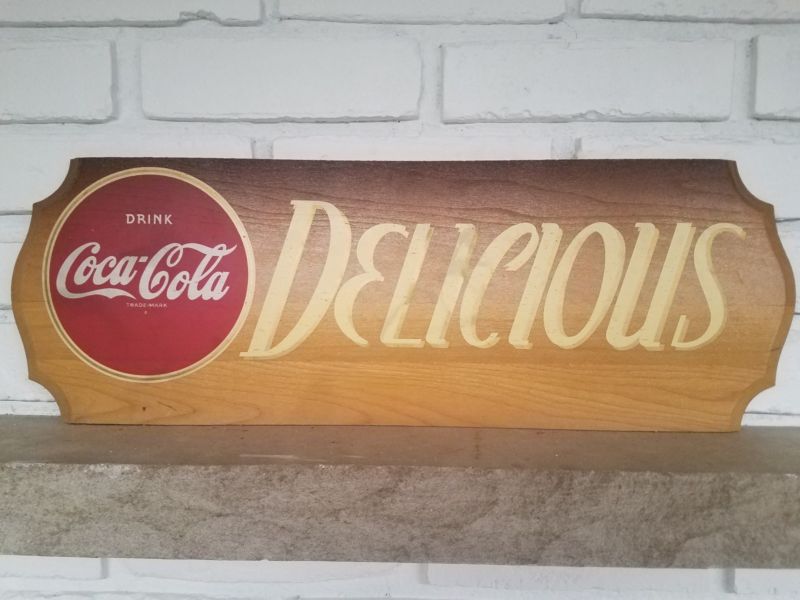 DRINK
Coca-Cola
TRADE-MARK
DELICIOUS